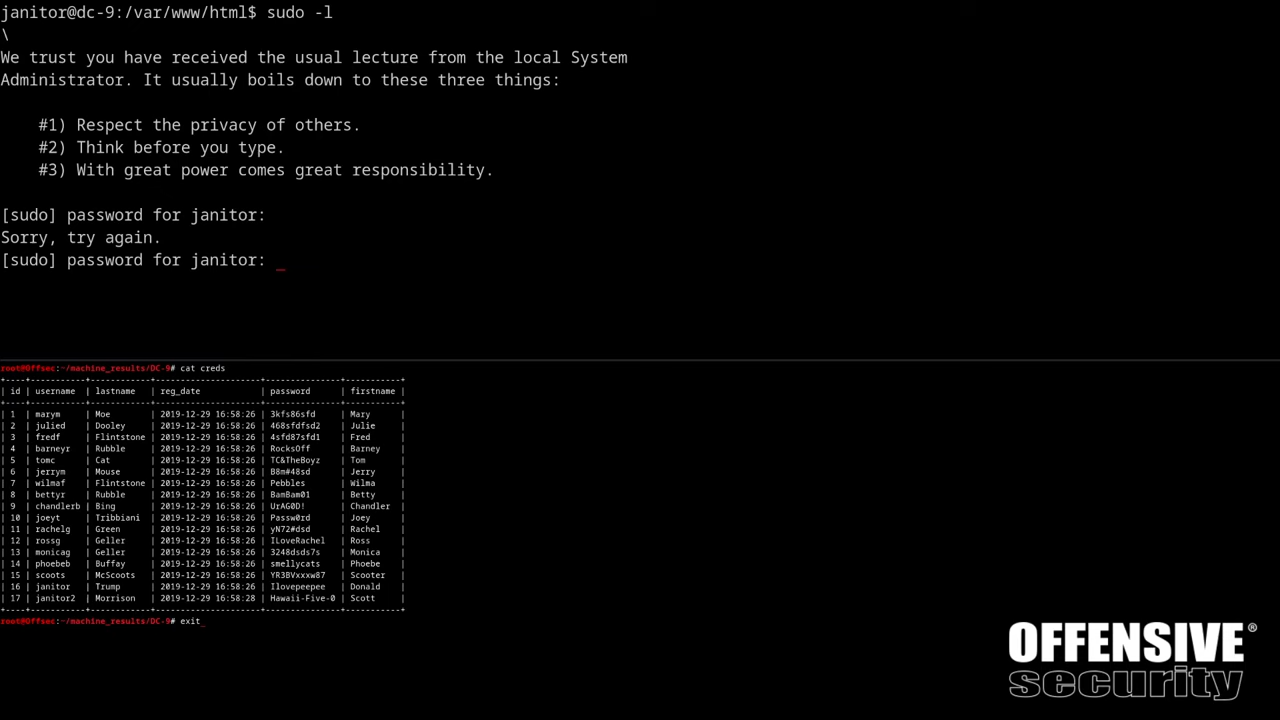 janitor@dc-9:/var/www/html$ sudo -l
\
We trust you have received the usual lecture from the local System
Administrator. It usually boils down to these three things:
#1) Respect the privacy of others.
#2) Think before you type.
#3) With great power comes great responsibility.
[sudo] password for janitor:
Sorry, try again.
[sudo] password for janitor: _
root@Offsec:~/machine_results/DC-9# cat creds
+----+-----------+------------+---------------------+-------------+-----------+
| id | username | lastname | reg_date | password | firstname |
+----+-----------+------------+---------------------+-------------+-----------+
| 1 | marym | Moe | 2019-12-29 16:58:26 | 3kfs86sfd | Mary |
| 2 | julied | Dooley | 2019-12-29 16:58:26 | 468sfdfsd2 | Julie |
| 3 | fredf | Flintstone | 2019-12-29 16:58:26 | 4sfd87sfd1 | Fred |
| 4 | barneyr | Rubble | 2019-12-29 16:58:26 | RocksOff | Barney |
| 5 | tomc | Cat | 2019-12-29 16:58:26 | TC&TheBoyz | Tom |
| 6 | jerrym | Mouse | 2019-12-29 16:58:26 | B8m#48sd | Jerry |
| 7 | wilmaf | Flintstone | 2019-12-29 16:58:26 | Pebbles | Wilma |
| 8 | bettyr | Rubble | 2019-12-29 16:58:26 | BamBam01 | Betty |
| 9 | chandlerb | Bing | 2019-12-29 16:58:26 | UrAG0D! | Chandler |
| 10 | joeyt | Tribbiani | 2019-12-29 16:58:26 | Passw0rd | Joey |
| 11 | rachelg | Green | 2019-12-29 16:58:26 | yN72#dsd | Rachel |
| 12 | rossg | Geller | 2019-12-29 16:58:26 | ILoveRachel | Ross |
| 13 | monicag | Geller | 2019-12-29 16:58:26 | 3248dsds7s | Monica |
| 14 | phoebeb | Buffay | 2019-12-29 16:58:26 | smellycats | Phoebe |
| 15 | scoots | McScoots | 2019-12-29 16:58:26 | YR3BVxxxw87 | Scooter |
| 16 | janitor | Trump | 2019-12-29 16:58:26 | Ilovepeepee | Donald |
| 17 | janitor2 | Morrison | 2019-12-29 16:58:28 | Hawaii-Five-0 | Scott |
+----+-----------+------------+---------------------+-------------+-----------+
root@Offsec:~/machine_results/DC-9# exit_
OFFENSIVE®
security